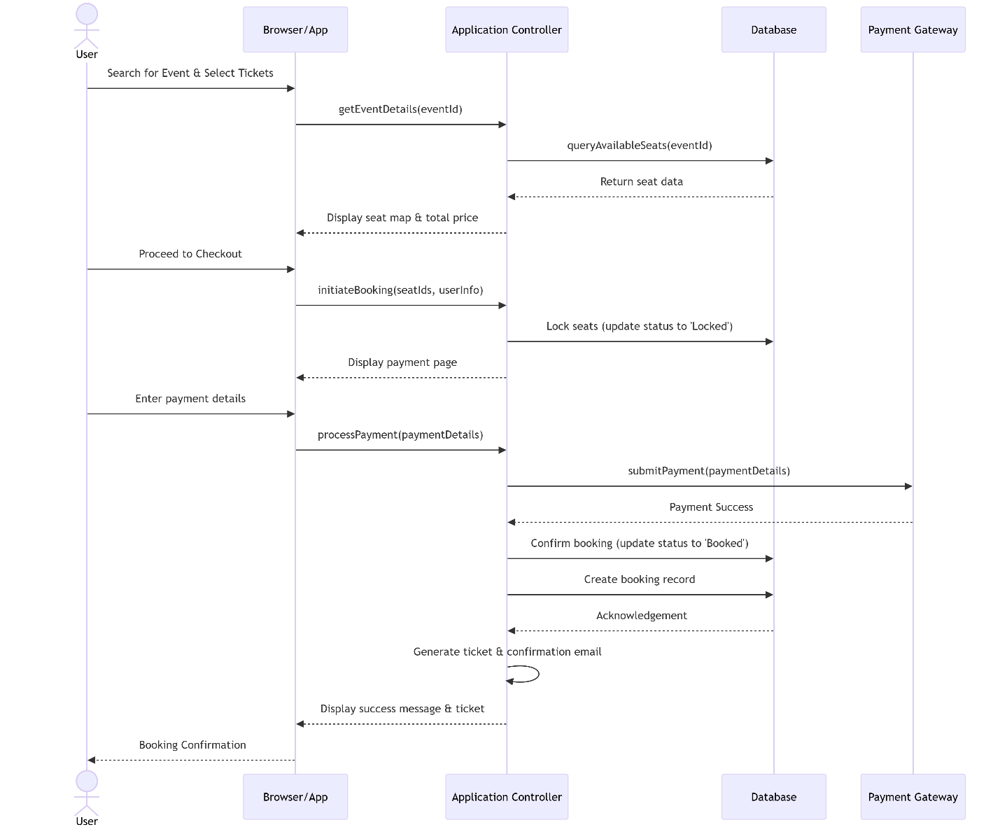 User
Browser/App
Application Controller
Database
Payment Gateway
Search for Event & Select Tickets
getEventDetails(eventId)
queryAvailableSeats(eventId)
Return seat data
Display seat map & total price
Proceed to Checkout
initiateBooking(seatIds, userInfo)
Lock seats (update status to 'Locked')
Display payment page
Enter payment details
processPayment(paymentDetails)
submitPayment(paymentDetails)
Payment Success
Confirm booking (update status to 'Booked')
Create booking record
Acknowledgement
Generate ticket & confirmation email
Display success message & ticket
Booking Confirmation
User
Browser/App
Application Controller
Database
Payment Gateway